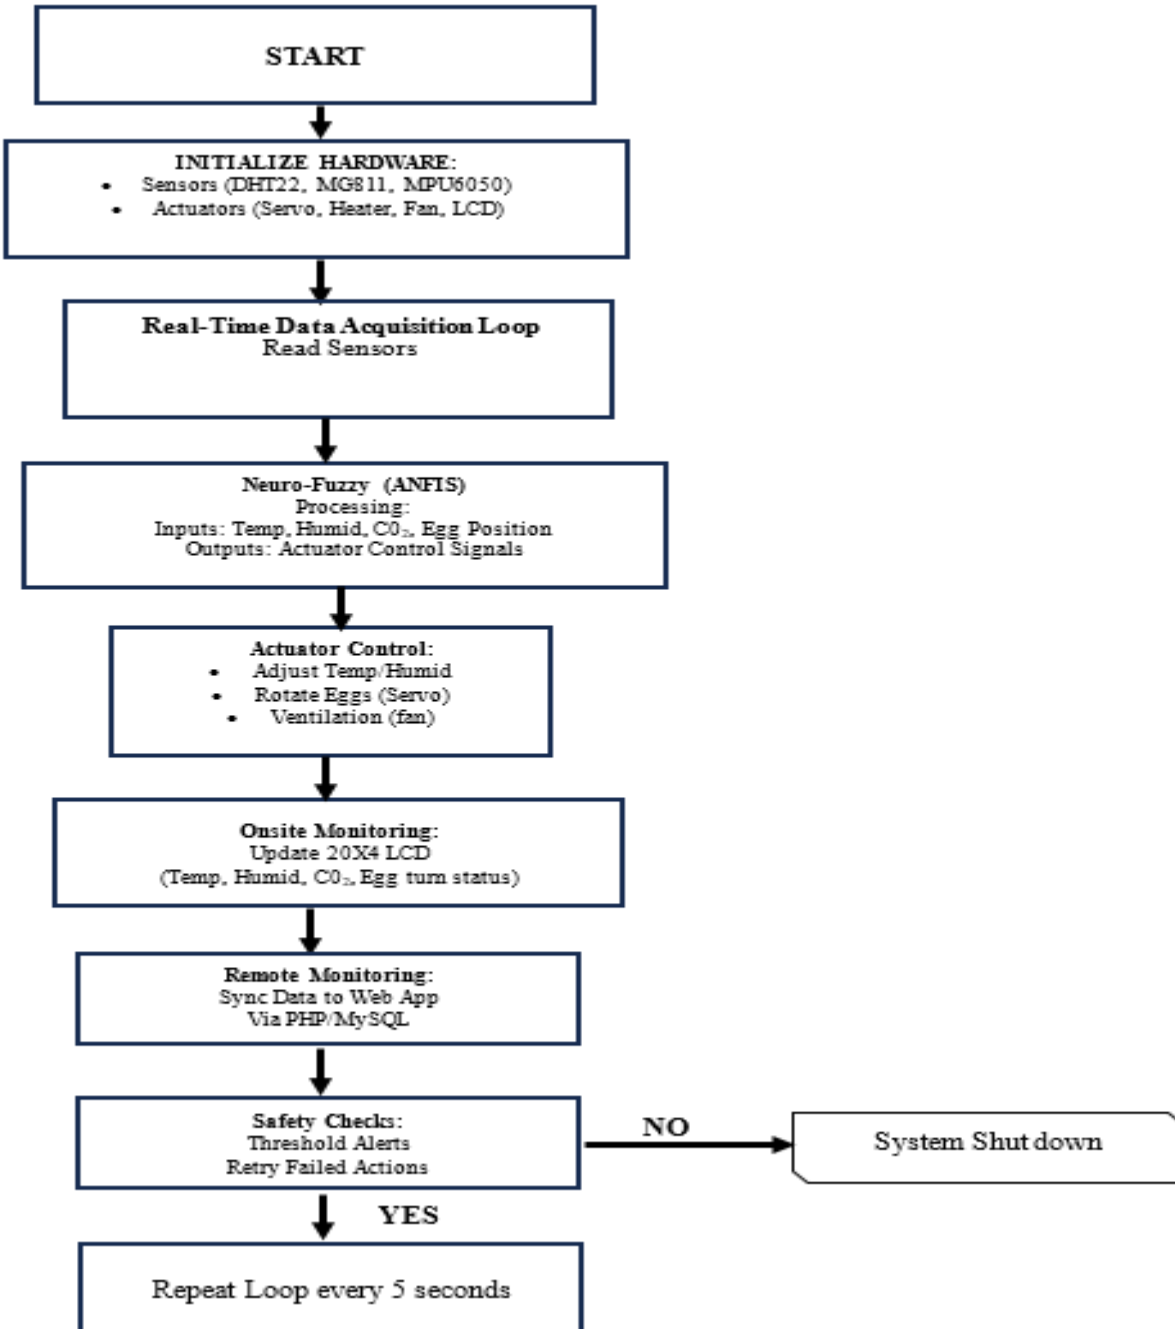 START
INITIALIZE HARDWARE:
• Sensors (DHT22, MG811, MPU6050)
• Actuators (Servo, Heater, Fan, LCD)
Real-Time Data Acquisition Loop
Read Sensors
Neuro-Fuzzy (ANFIS)
Processing:
Inputs: Temp, Humid, C0₂, Egg Position
Outputs: Actuator Control Signals
Actuator Control:
• Adjust Temp/Humid
• Rotate Eggs (Servo)
• Ventilation (fan)
Onsite Monitoring:
Update 20X4 LCD
(Temp, Humid, C0₂, Egg turn status)
Remote Monitoring:
Sync Data to Web App
Via PHP/MySQL
Safety Checks:
Threshold Alerts
Retry Failed Actions
NO
System Shut down
YES
Repeat Loop every 5 seconds